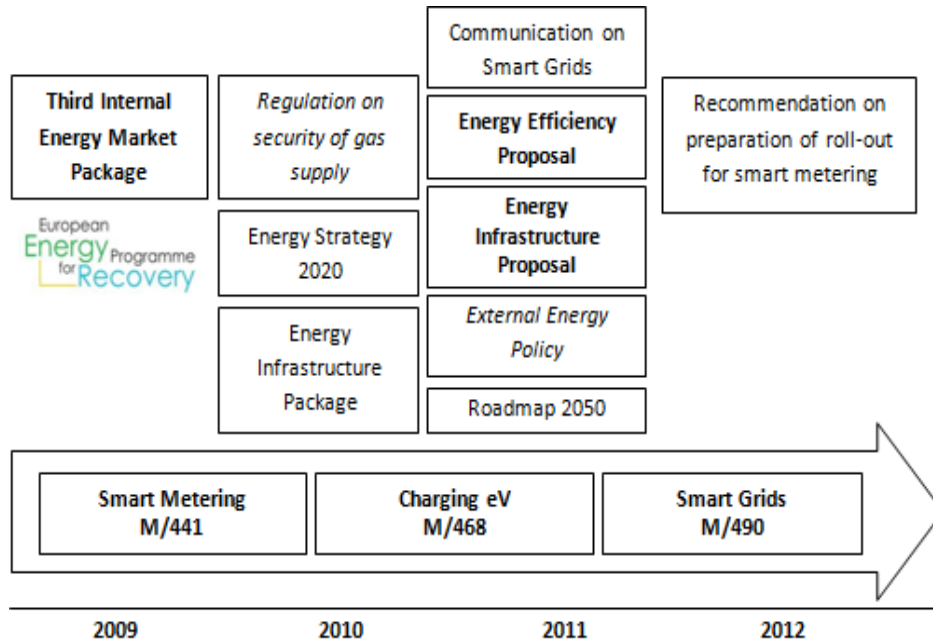 Third Internal
Energy Market
Package
European
Energy Programme
for Recovery
Regulation on
security of gas
supply
Energy Strategy
2020
Energy
Infrastructure
Package
Communication on
Smart Grids
Energy Efficiency
Proposal
Energy
Infrastructure
Proposal
External Energy
Policy
Roadmap 2050
Recommendation on
preparation of roll-out
for smart metering
Smart Metering
M/441
Charging eV
M/468
Smart Grids
M/490
2009
2010
2011
2012